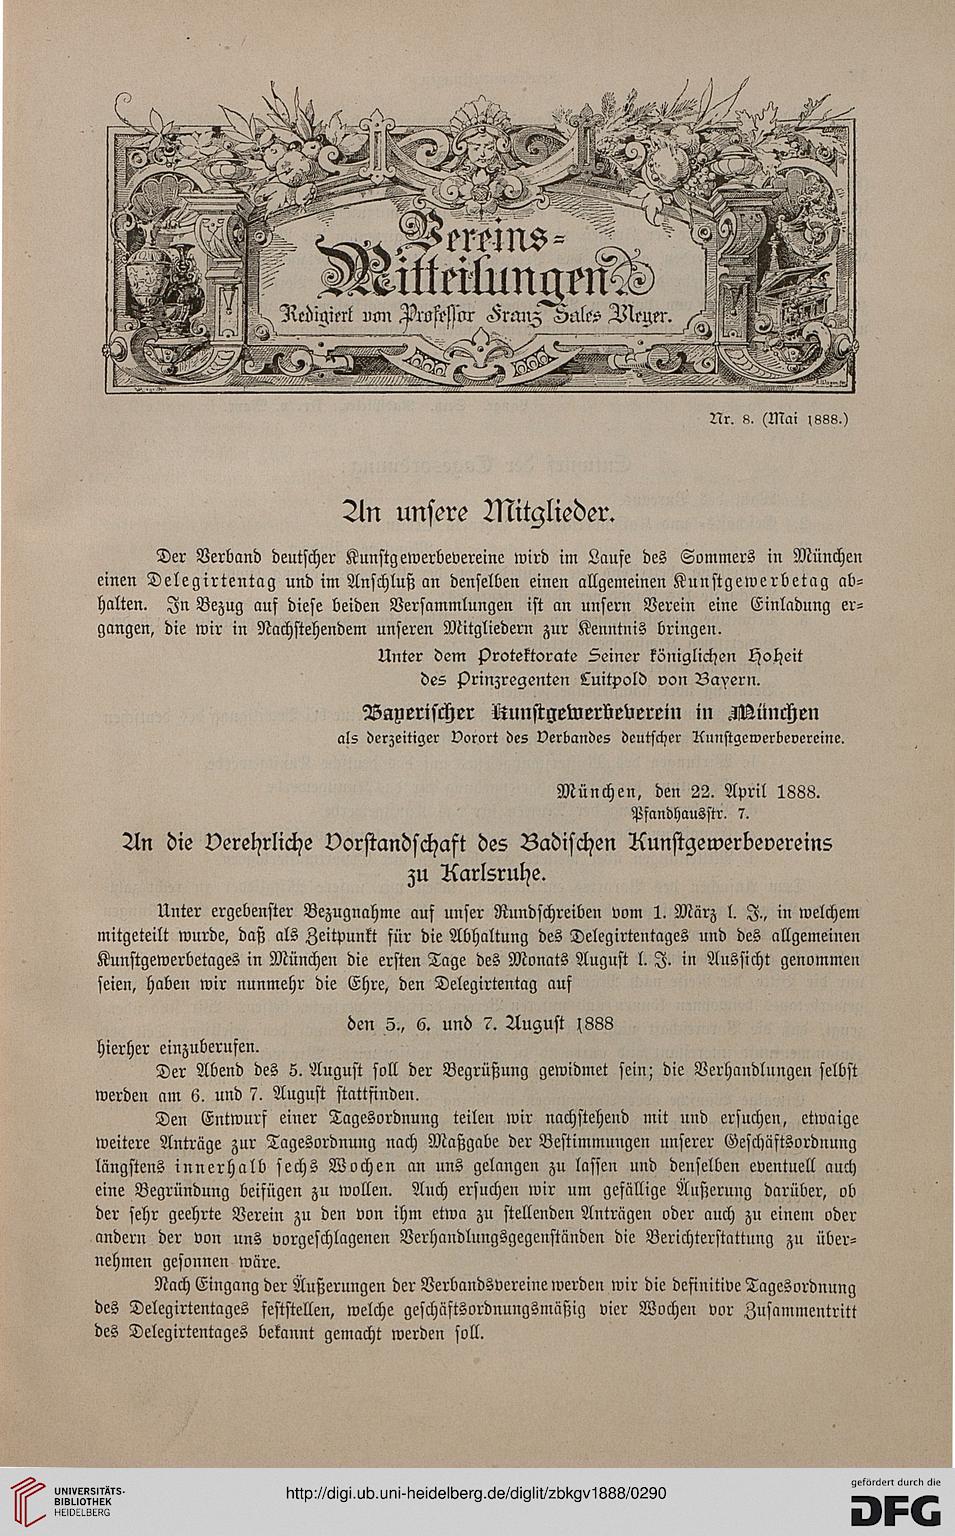 Vereins-
Mitteilungen
Redigiert von Professor Franz Sales Meyer.
Nr. 8. (Mai 1888.)
An unsere Mitglieder.
Der Verband deutscher Kunstgewerbevereine wird im Laufe des Sommers in München
einen Delegirtentag und im Anschluß an denselben einen allgemeinen Kunstgewerbetag ab-
halten. In Bezug auf diese beiden Versammlungen ist an unsern Verein eine Einladung er-
gangen, die wir in Nachstehendem unseren Mitgliedern zur Kenntnis bringen.
Unter dem Protektorate Seiner königlichen Hoheit
des Prinzregenten Luitpold von Bayern.
Bayerischer Kunstgewerbeverein in München
als derzeitiger Vorort des Verbandes deutscher Kunstgewerbevereine.
München, den 22. April 1888.
Pfandhausstr. 7.
An die Verehrliche Vorstandschaft des Badischen Kunstgewerbevereins
zu Karlsruhe.
Unter ergebenster Bezugnahme auf unser Rundschreiben vom 1. März l. J., in welchem
mitgeteilt wurde, daß als Zeitpunkt für die Abhaltung des Delegirtentages und des allgemeinen
Kunstgewerbetages in München die ersten Tage des Monats August l. J. in Aussicht genommen
seien, haben wir nunmehr die Ehre, den Delegirtentag auf
den 5., 6. und 7. August 1888
hierher einzuberufen.
Der Abend des 5. August soll der Begrüßung gewidmet sein; die Verhandlungen selbst
werden am 6. und 7. August stattfinden.
Den Entwurf einer Tagesordnung teilen wir nachstehend mit und ersuchen, etwaige
weitere Anträge zur Tagesordnung nach Maßgabe der Bestimmungen unserer Geschäftsordnung
längstens innerhalb sechs Wochen an uns gelangen zu lassen und denselben eventuell auch
eine Begründung beifügen zu wollen. Auch ersuchen wir um gefällige Äußerung darüber, ob
der sehr geehrte Verein zu den von ihm etwa zu stellenden Anträgen oder auch zu einem oder
andern der von uns vorgeschlagenen Verhandlungsgegenständen die Berichterstattung zu über-
nehmen gesonnen wäre.
Nach Eingang der Äußerungen der Verbandsvereine werden wir die definitive Tagesordnung
des Delegirtentages feststellen, welche geschäftsordnungsmäßig vier Wochen vor Zusammentritt
des Delegirtentages bekannt gemacht werden soll.
UNIVERSITÄTS-
BIBLIOTHEK
HEIDELBERG
http://digi.ub.uni-heidelberg.de/diglit/zbkgv1888/0290
gefördert durch die
DFG